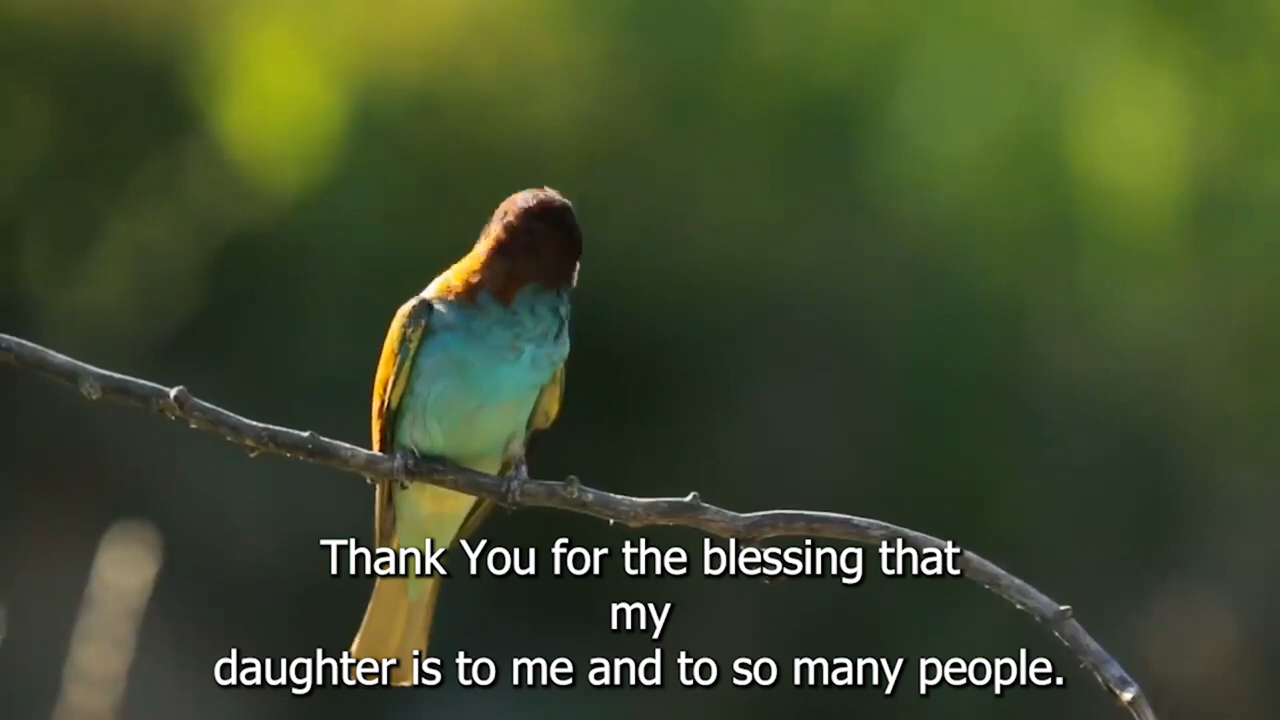 Thank You for the blessing that
my
daughter is to me and to so many people.